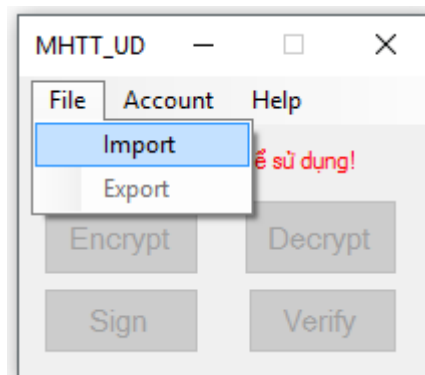 MHTT_UD
File Account Help
Import
sử dụng!
Export
Encrypt Decrypt
Sign Verify